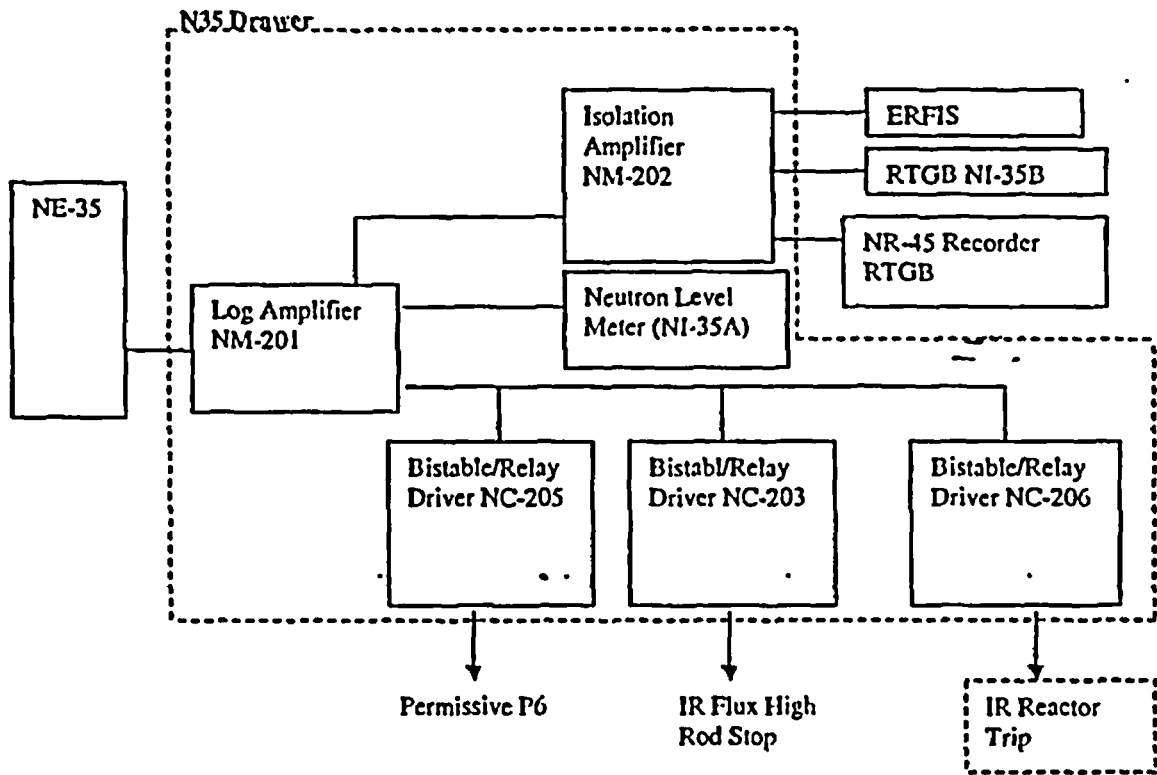 N35 Drawer
Isolation
Amplifier
NM-202
ERFIS
RTGB NI-35B
NR-45 Recorder
RTGB
NE-35
Log Amplifier
NM-201
Neutron Level
Meter (NI-35A)
Bistable/Relay
Driver NC-205
Bistabl/Relay
Driver NC-203
Bistable/Relay
Driver NC-206
Permissive P6
IR Flux High
Rod Stop
IR Reactor
Trip